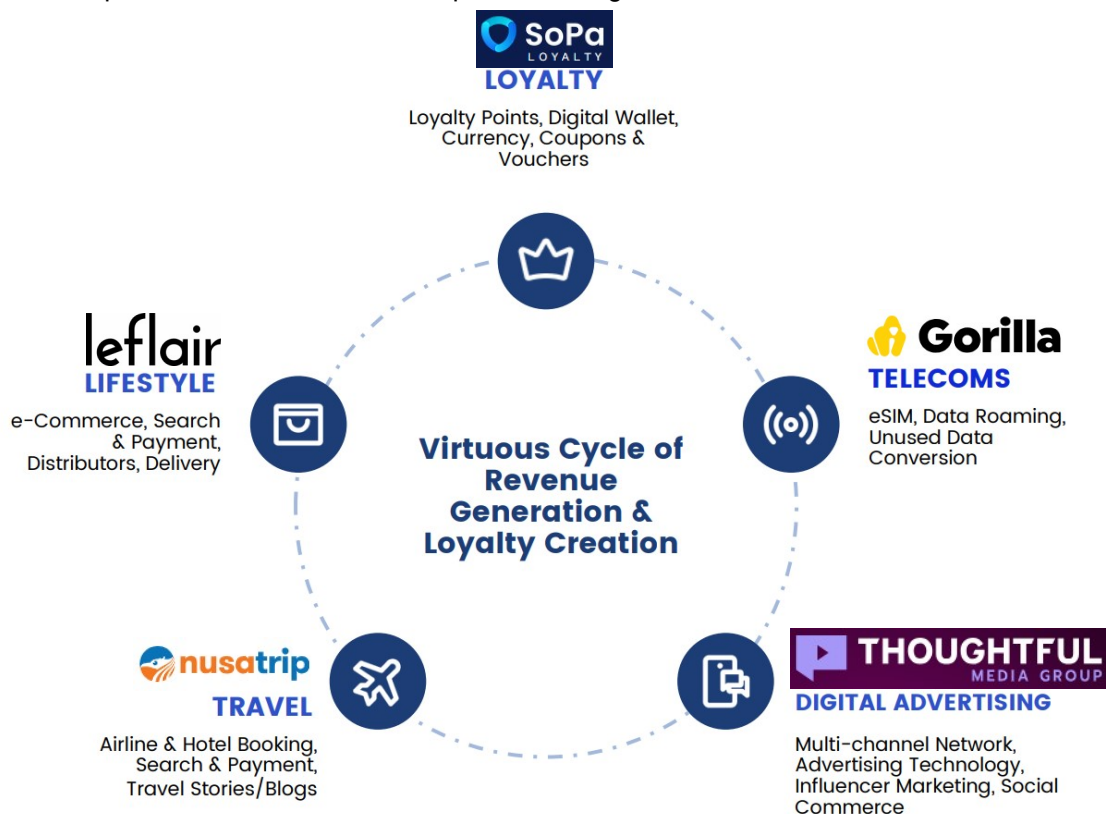 SoPa
LOYALTY
LOYALTY
Loyalty Points, Digital Wallet,
Currency, Coupons &
Vouchers
leflair
LIFESTYLE
e-Commerce, Search
& Payment,
Distributors, Delivery
Gorilla
TELECOMS
eSIM, Data Roaming,
Unused Data
Conversion
Virtuous Cycle of
Revenue
Generation &
Loyalty Creation
nusatrip
TRAVEL
Airline & Hotel Booking,
Search & Payment,
Travel Stories/Blogs
THOUGHTFUL
MEDIA GROUP
DIGITAL ADVERTISING
Multi-channel Network,
Advertising Technology,
Influencer Marketing, Social
Commerce